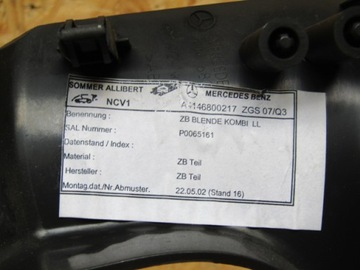 SOMMER ALLIBERT MERCEDES BENZ
NCV1 A 4146800217 ZGS 07/Q3
Benennung : ZB BLENDE KOMBI LL
SAL Nummer : P0065161
Datenstand / Index :
Material : ZB Teil
Hersteller : ZB Teil
Montag.dat./Nr.Abmuster. 22.05.02 (Stand 16)